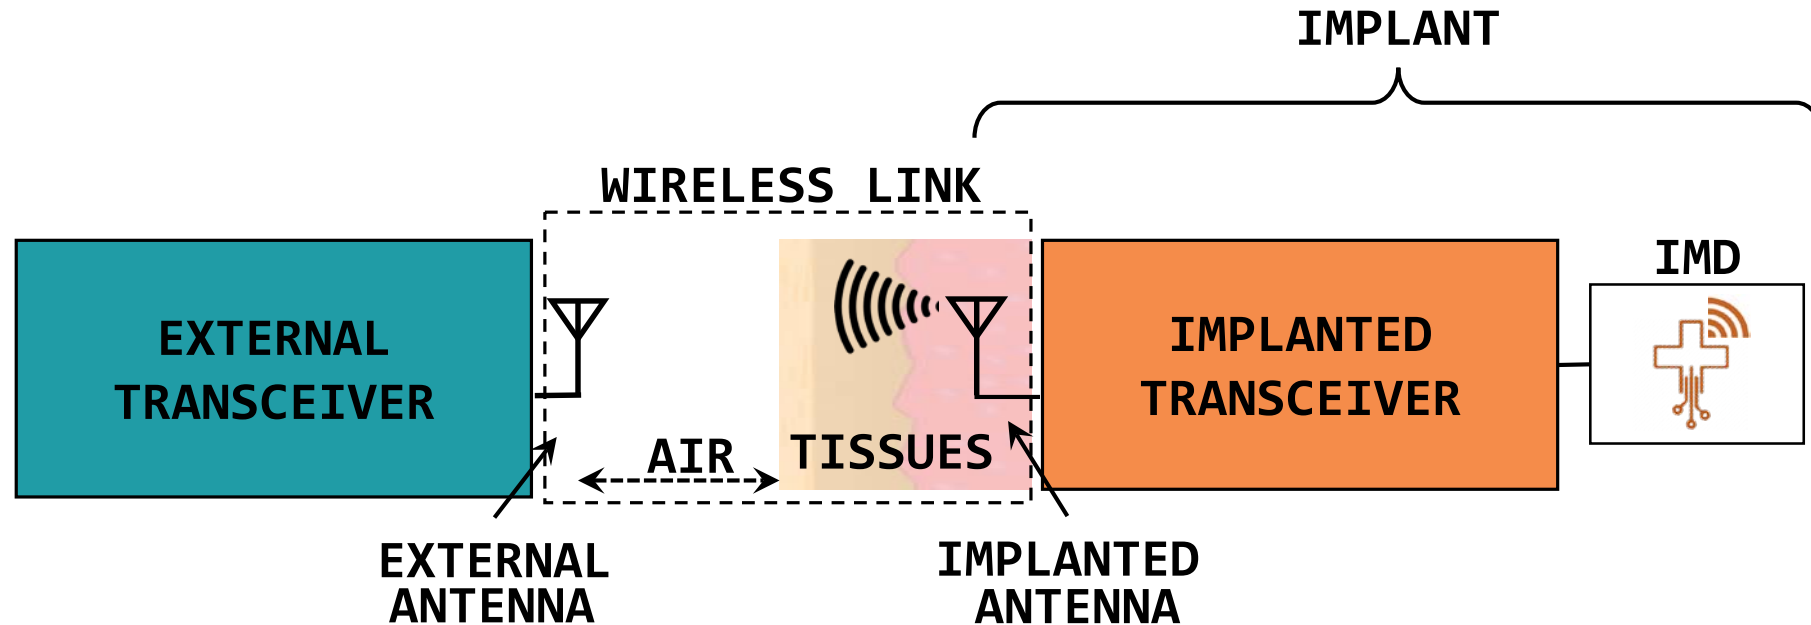 IMPLANT
WIRELESS LINK
IMD
EXTERNAL
TRANSCEIVER
IMPLANTED
TRANSCEIVER
AIR
TISSUES
EXTERNAL
ANTENNA
IMPLANTED
ANTENNA